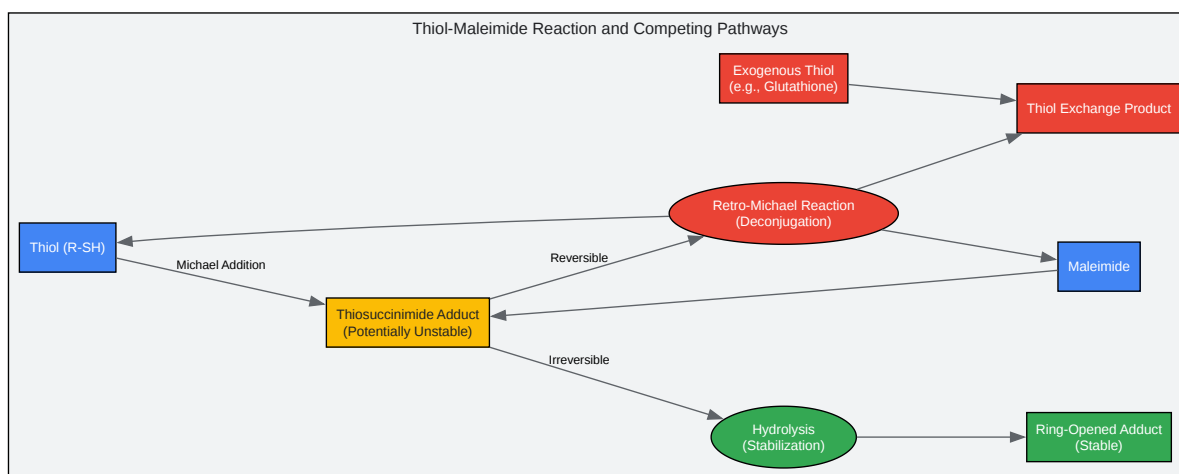 Thiol-Maleimide Reaction and Competing Pathways
Exogenous Thiol
(e.g., Glutathione)
Thiol Exchange Product
Retro-Michael Reaction
(Deconjugation)
Thiol (R-SH)
Michael Addition
Reversible
Maleimide
Thiosuccinimide Adduct
(Potentially Unstable)
Irreversible
Hydrolysis
(Stabilization)
Ring-Opened Adduct
(Stable)